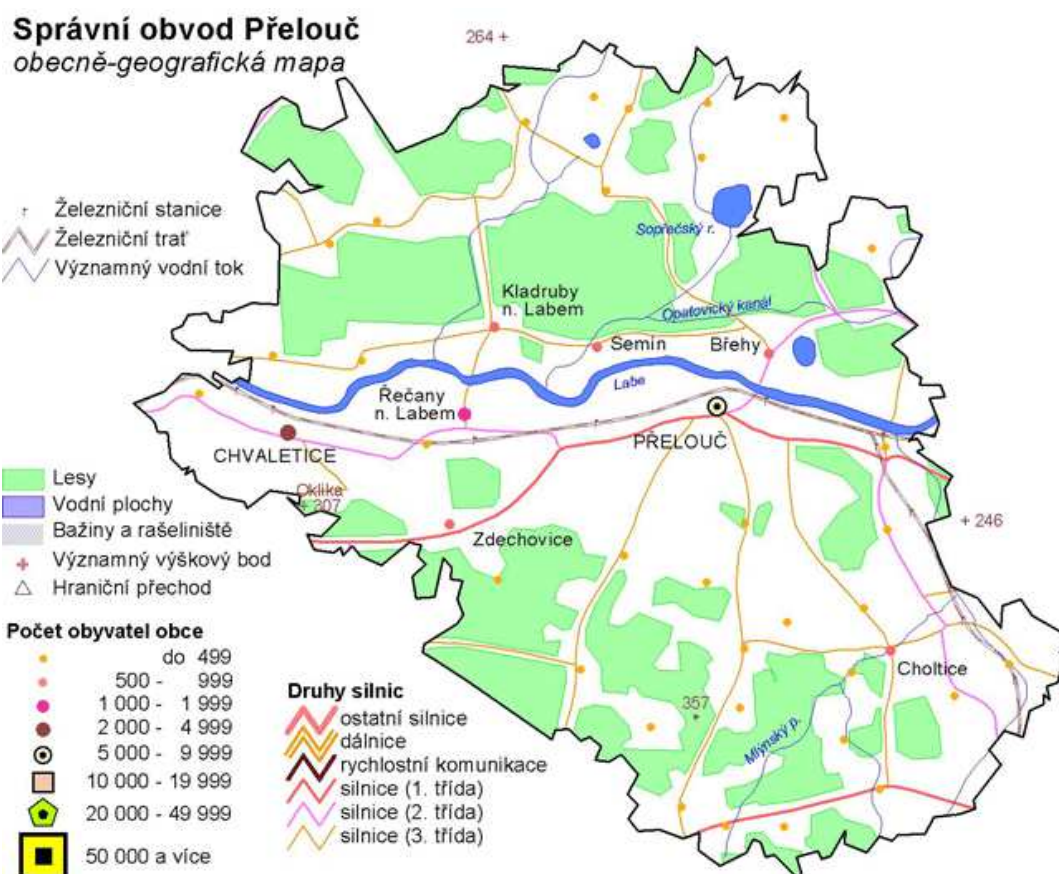 Správní obvod Přelouč
obecně-geografická mapa
264 +
Železniční stanice
Železniční trať
Významný vodní tok
Sopřečský r.
Kladruby
n. Labem
Opatovický kanál
Semín
Břehy
Labe
Řečany
n. Labem
PŘELOUČ
CHVALETICE
Lesy
Vodní plochy
Bažiny a rašeliniště
Významný výškový bod
Hraniční přechod
Oklika
+ 307
+ 246
Zdechovice
Počet obyvatel obce
do 499
500 - 999
1 000 - 1 999
2 000 - 4 999
5 000 - 9 999
10 000 - 19 999
20 000 - 49 999
50 000 a více
Druhy silnic
ostatní silnice
dálnice
rychlostní komunikace
silnice (1. třída)
silnice (2. třída)
silnice (3. třída)
Choltice
357
Mlýnský p.